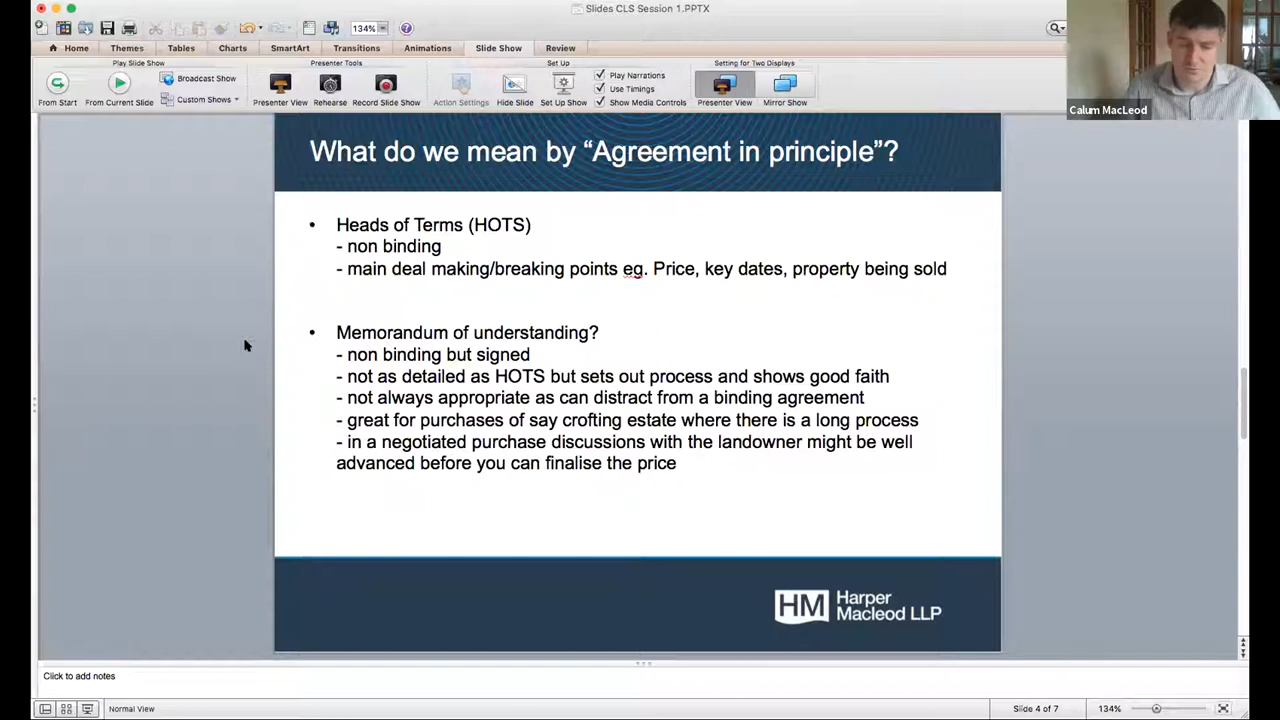 Slides CLS Session 1.PPTX
134%
Home Themes Tables Charts SmartArt Transitions Animations Slide Show Review
Play Slide Show Presenter Tools Set Up Setting for Two Displays
From Start From Current Slide Broadcast Show Custom Shows Presenter View Rehearse Record Slide Show Action Settings Hide Slide Set Up Show Play Narrations Use Timings Show Media Controls Presenter View Mirror Show
Calum MacLeod
What do we mean by “Agreement in principle”?
• Heads of Terms (HOTS)
- non binding
- main deal making/breaking points eg. Price, key dates, property being sold
• Memorandum of understanding?
- non binding but signed
- not as detailed as HOTS but sets out process and shows good faith
- not always appropriate as can distract from a binding agreement
- great for purchases of say crofting estate where there is a long process
- in a negotiated purchase discussions with the landowner might be well
advanced before you can finalise the price
HM Harper
Macleod LLP
Click to add notes
Normal View Slide 4 of 7 134%